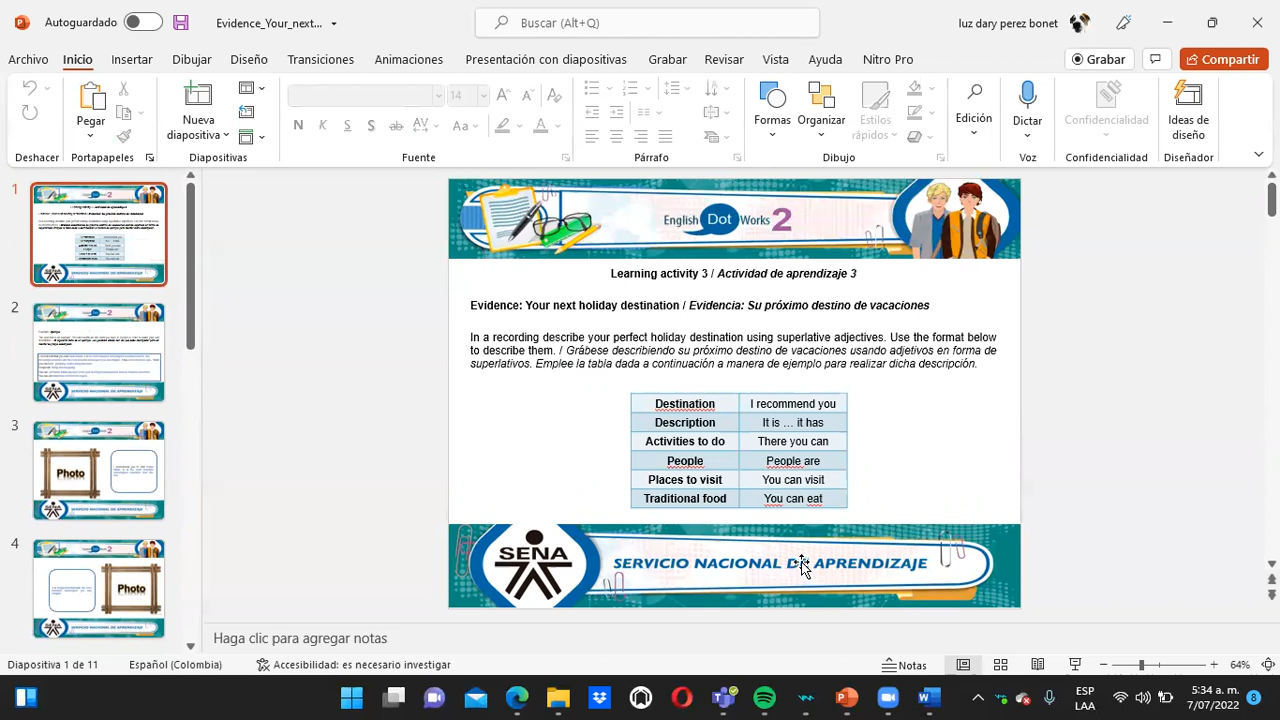 Autoguardado
Evidence_Your_next...
Buscar (Alt+Q)
luz dary perez bonet
Archivo
Inicio
Insertar
Dibujar
Diseño
Transiciones
Animaciones
Presentación con diapositivas
Grabar
Revisar
Vista
Ayuda
Nitro Pro
Grabar
Compartir
Pegar
Nueva diapositiva
14
N
S
ab
AV
Aa
A
Formas
Organizar
Estilos rápidos
Edición
Dictar
Confidencialidad
Ideas de diseño
Deshacer
Portapapeles
Diapositivas
Fuente
Párrafo
Dibujo
Voz
Confidencialidad
Diseñador
1
2
3
Photo
4
Photo
English Dot Works 2
Learning activity 3 / Actividad de aprendizaje 3
Evidence: Your next holiday destination / Evidencia: Su próximo destino de vacaciones
In a recording describe your perfect holiday destination using superlative adjectives. Use the format below
to describe them / Grábese describiendo su próximo destino de vacaciones usando adjetivos en forma de
superlativos. Emplee la tabla dada a continuación a manera de ejemplo para realizar dicha descripción.
Destination I recommend you
Description It is … it has
Activities to do There you can
People People are
Places to visit You can visit
Traditional food You can eat
SENA
SERVICIO NACIONAL DE APRENDIZAJE
Haga clic para agregar notas
Diapositiva 1 de 11
Español (Colombia)
Accesibilidad: es necesario investigar
Notas
64%
ESP
LAA
5:34 a. m.
7/07/2022
8